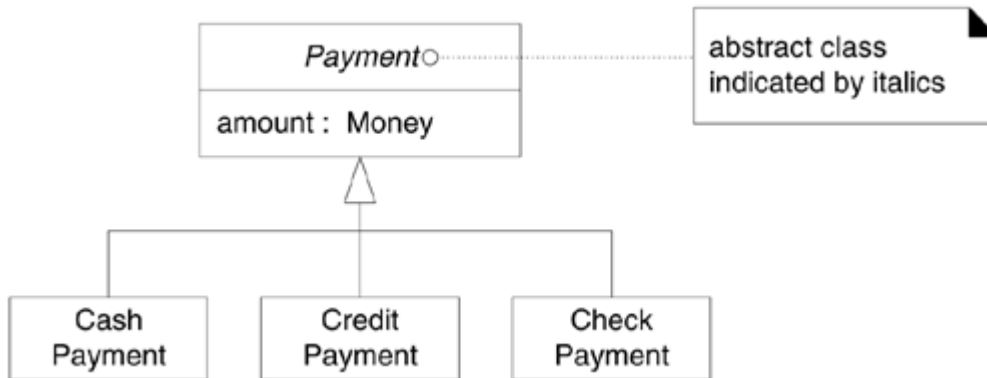 Payment
abstract class
indicated by italics
amount : Money
Cash
Payment
Credit
Payment
Check
Payment